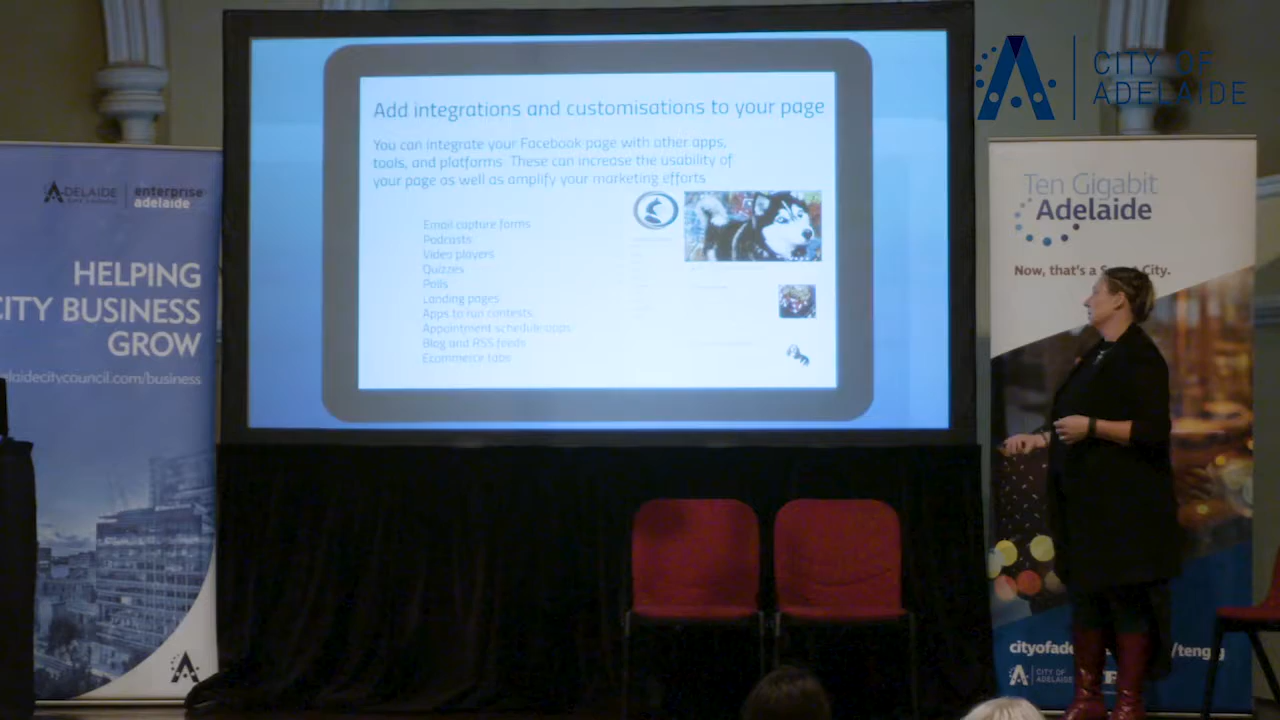 Add integrations and customisations to your page
You can integrate your Facebook page with other apps,
tools, and platforms. These can increase the usability of
your page as well as amplify your marketing efforts
Email capture forms
Podcasts
Video players
Quizzes
Polls
Landing pages
Apps to run contests
Appointment schedule apps
Blog and RSS feeds
Ecommerce tabs
CITY OF
ADELAIDE
ADELAIDE
enterprise
adelaide
HELPING
CITY BUSINESS
GROW
elaidecitycouncil.com/business
Ten Gigabit
Adelaide
Now, that's a City.
cityofade /tengig
CITY OF
ADELAIDE